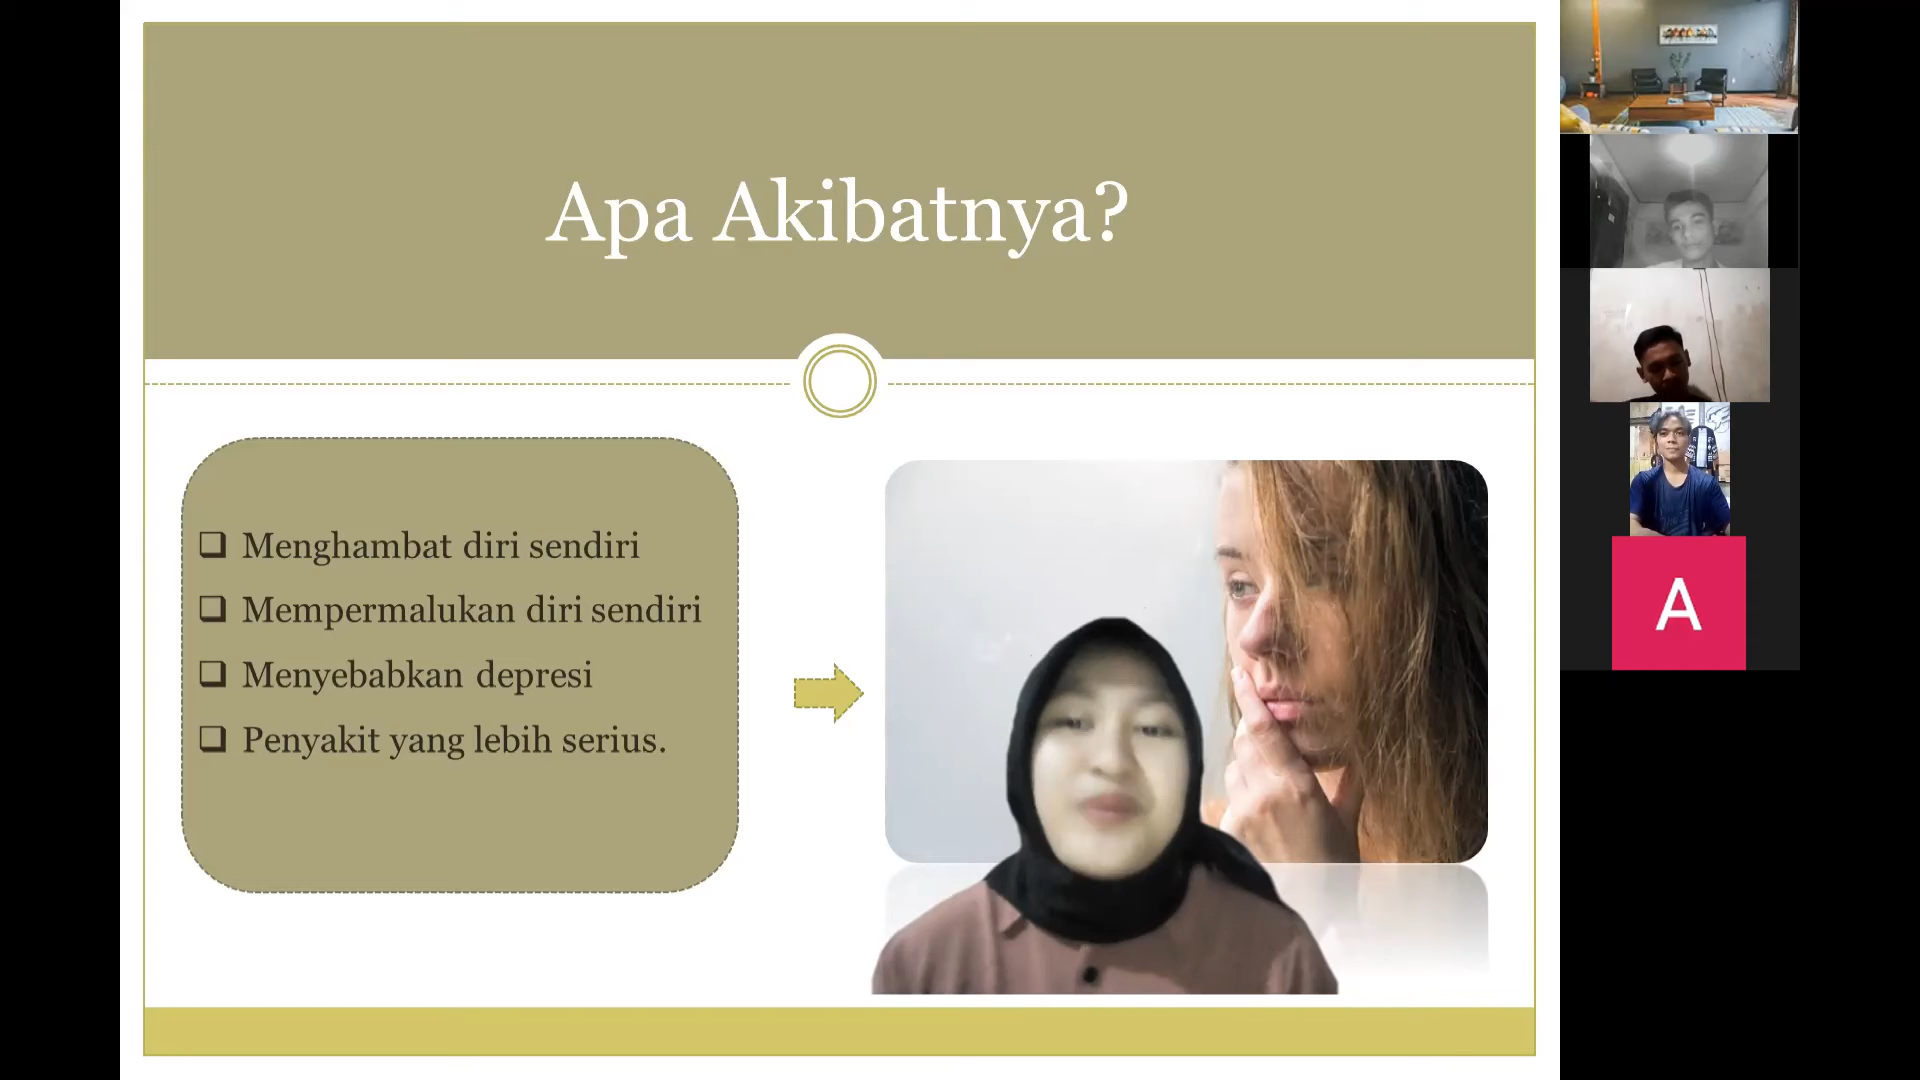 Apa Akibatnya?
Menghambat diri sendiri
Mempermalukan diri sendiri
Menyebabkan depresi
Penyakit yang lebih serius.
A